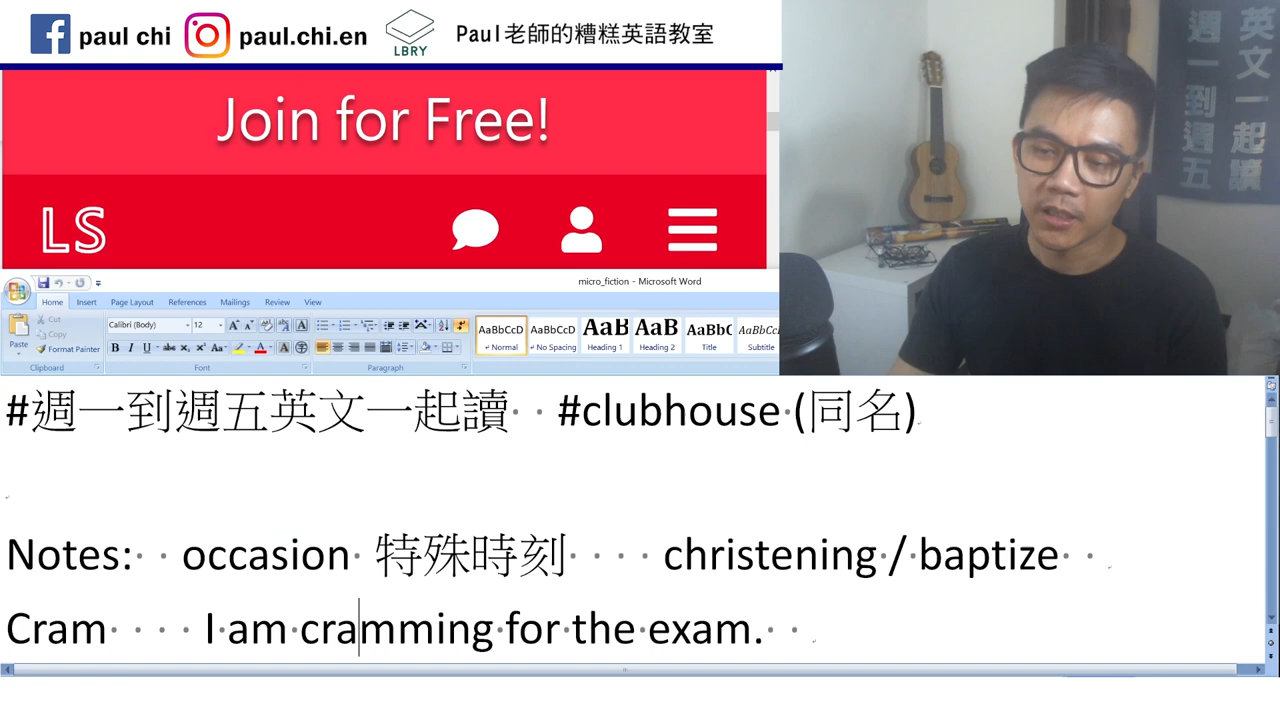 paul chi paul.chi.en LBRY Paul老師的糟糕英語教室
Join for Free!
LS
micro_fiction - Microsoft Word
Home Insert Page Layout References Mailings Review View
Paste
Cut
Copy
Format Painter
Clipboard
Calibri (Body) 12
Font
Paragraph
AaBbCcD AaBbCcD AaBb AaB AaBbC AaBbCcD
Normal No Spacing Heading 1 Heading 2 Title Subtitle
英文一起讀
週一到週五
#週一到週五英文一起讀 #clubhouse (同名)
Notes: occasion 特殊時刻 christening / baptize
Cram I am cramming for the exam.